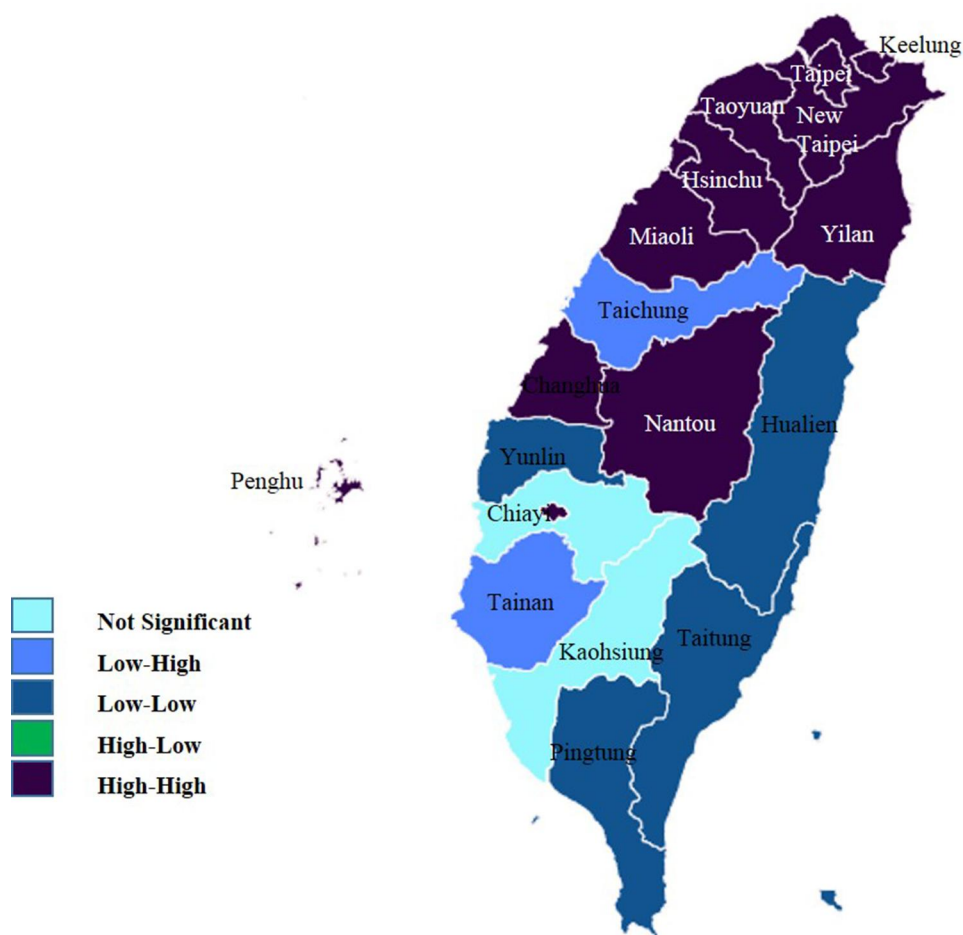 Keelung
Taipei
Taoyuan
New
Taipei
Hsinchu
Miaoli
Yilan
Taichung
Changhua
Nantou
Hualien
Yunlin
Penghu
Chiayi
Tainan
Kaohsiung
Taitung
Pingtung
Not Significant
Low-High
Low-Low
High-Low
High-High